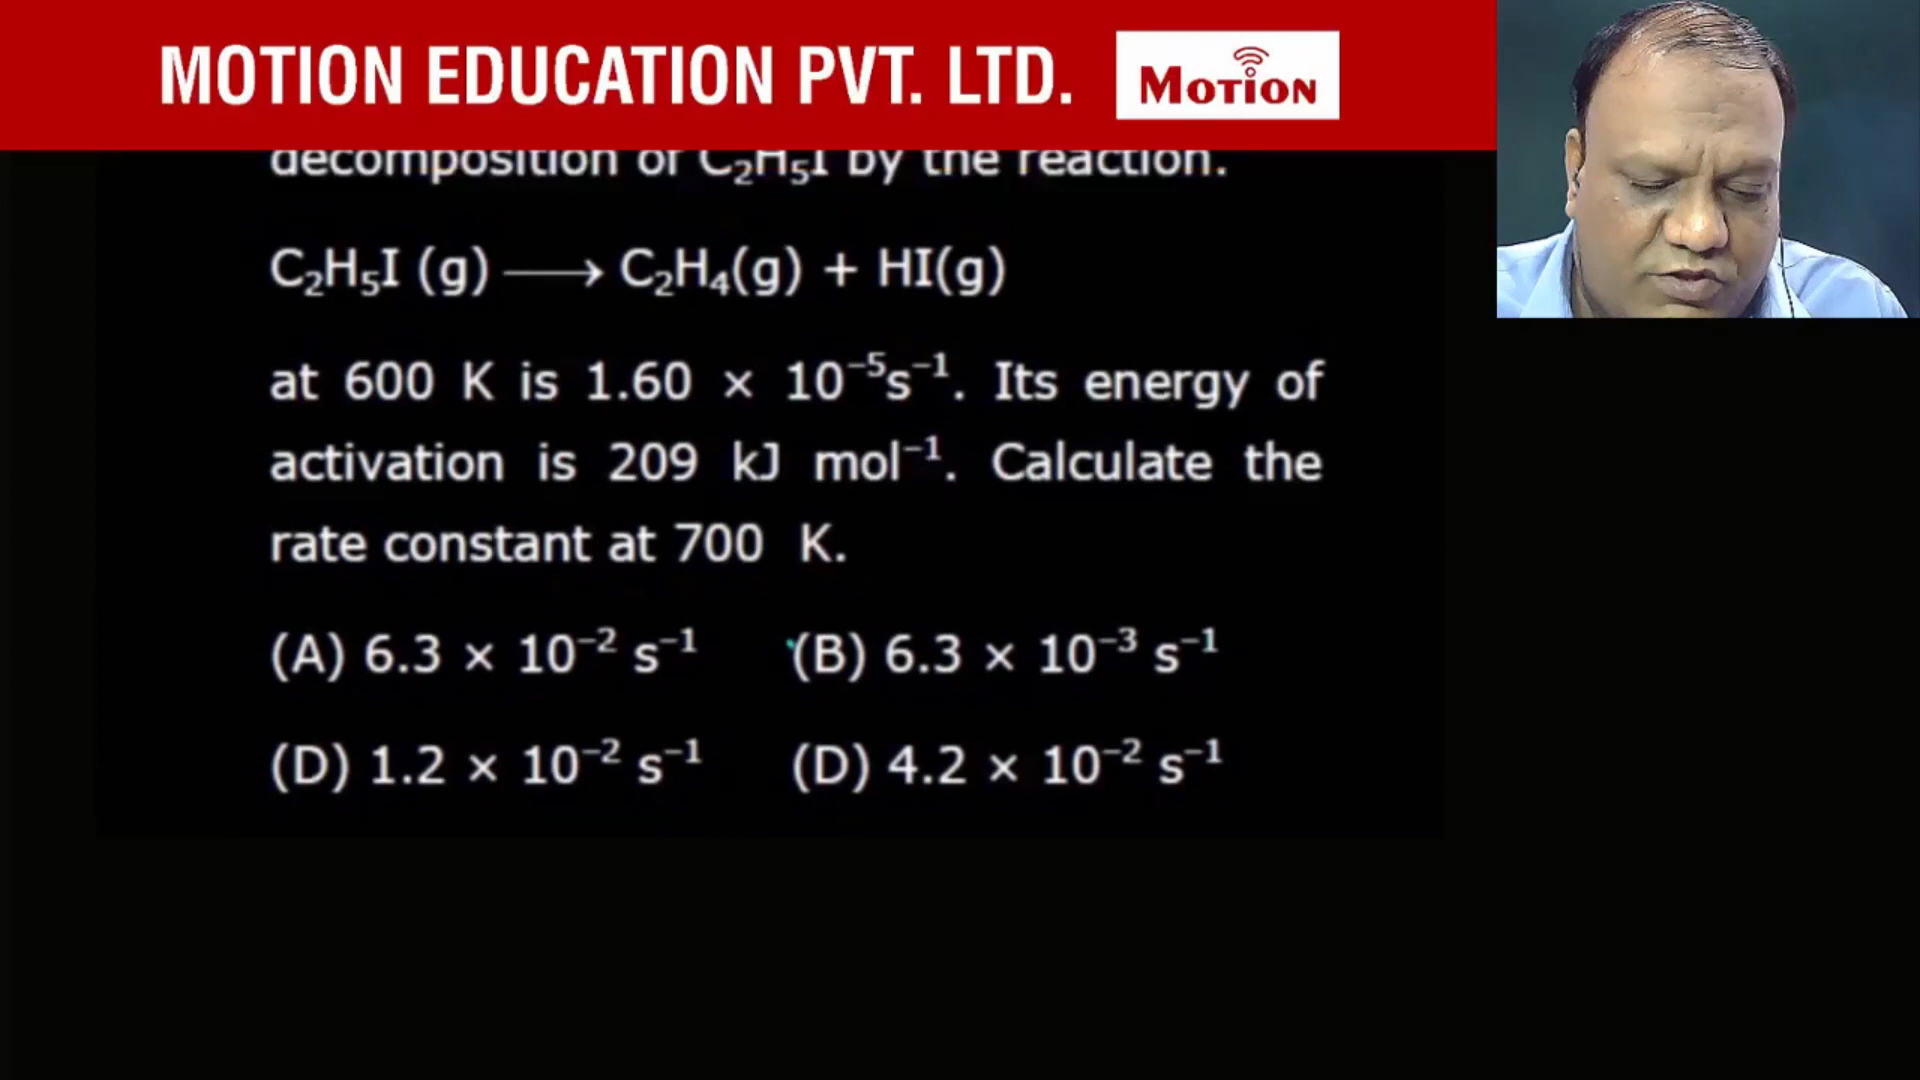 MOTION EDUCATION PVT. LTD.
MOTION
decomposition of C₂H₅I by the reaction.
C₂H₅I (g) ⟶ C₂H₄(g) + HI(g)
at 600 K is 1.60 × 10⁻⁵s⁻¹. Its energy of
activation is 209 kJ mol⁻¹. Calculate the
rate constant at 700 K.
(A) 6.3 × 10⁻² s⁻¹ (B) 6.3 × 10⁻³ s⁻¹
(D) 1.2 × 10⁻² s⁻¹ (D) 4.2 × 10⁻² s⁻¹